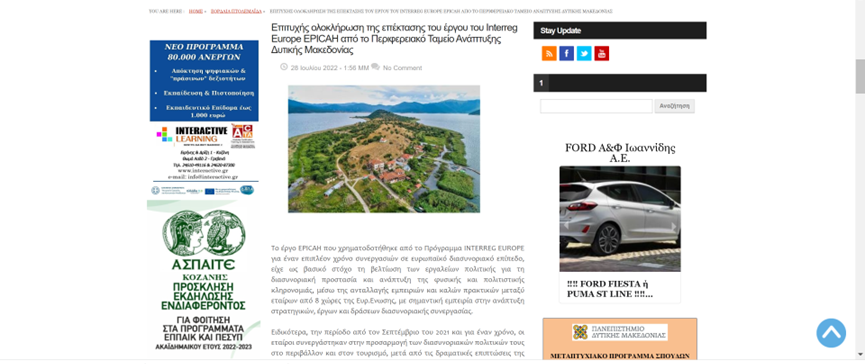 YOU ARE HERE :  HOME »  ΕΟΡΔΑΙΑ ΠΤΟΛΕΜΑΪΔΑ »  ΕΠΙΤΥΧΗΣ ΟΛΟΚΛΗΡΩΣΗ ΤΗΣ ΕΠΕΚΤΑΣΗΣ ΤΟΥ ΕΡΓΟΥ ΤΟΥ INTERREG EUROPE EPICAH ΑΠΟ ΤΟ ΠΕΡΙΦΕΡΕΙΑΚΟ ΤΑΜΕΙΟ ΑΝΑΠΤΥΞΗΣ ΔΥΤΙΚΗΣ ΜΑΚΕΔΟΝΙΑΣ
ΝΕΟ ΠΡΟΓΡΑΜΜΑ
80.000 ΑΝΕΡΓΩΝ
• Απόκτηση ψηφιακών &
"πράσινων" δεξιοτήτων
• Εκπαίδευση & Πιστοποίηση
• Εκπαιδευτικό Επίδομα έως
1.000 ευρώ
INTERACTIVE
LEARNING
www.interactive.gr
e-mail: info@interactive.gr
ΑΣΠΑΙΤΕ
ΚΟΖΑΝΗΣ
ΠΡΟΣΚΛΗΣΗ
ΕΚΔΗΛΩΣΗΣ
ΕΝΔΙΑΦΕΡΟΝΤΟΣ
ΓΙΑ ΦΟΙΤΗΣΗ
ΣΤΑ ΠΡΟΓΡΑΜΜΑΤΑ
ΕΠΠΑΙΚ ΚΑΙ ΠΕΣΥΠ
ΑΚΑΔΗΜΑΪΚΟΥ ΕΤΟΥΣ 2022-2023
Επιτυχής ολοκλήρωση της επέκτασης του έργου του Interreg
Europe EPICAH από το Περιφερειακό Ταμείο Ανάπτυξης
Δυτικής Μακεδονίας
28 Ιουλίου 2022 - 1:56 ΜΜ  No Comment
Το έργο EPICAH που χρηματοδοτήθηκε από το Πρόγραμμα INTERREG EUROPE
για έναν επιπλέον χρόνο συνεργασιών σε ευρωπαϊκό διασυνοριακό επίπεδο,
είχε ως βασικό στόχο τη βελτίωση των εργαλείων πολιτικής για τη
διασυνοριακή προστασία και ανάπτυξη της φυσικής και πολιτιστικής
κληρονομιάς, μέσω της ανταλλαγής εμπειριών και καλών πρακτικών μεταξύ
εταίρων από 8 χώρες της Ευρ.Ενωσης, με σημαντική εμπειρία στην ανάπτυξη
στρατηγικών, έργων και δράσεων διασυνοριακής συνεργασίας.
Ειδικότερα, την περίοδο από τον Σεπτέμβριο του 2021 και για έναν χρόνο, οι
εταίροι συνεργάστηκαν στην προσαρμογή των διασυνοριακών πολιτικών τους
στο περιβάλλον και στον τουρισμό, μετά από τις δραματικές επιπτώσεις της
Stay Update
1
Αναζήτηση
FORD Α&Φ Ιωαννίδης
Α.Ε.
!!!! FORD FIESTA ή
PUMA ST LINE !!!!...
ΠΑΝΕΠΙΣΤΗΜΙΟ
ΔΥΤΙΚΗΣ ΜΑΚΕΔΟΝΙΑΣ
ΜΕΤΑΠΤΥΧΙΑΚΟ ΠΡΟΓΡΑΜΜΑ ΣΠΟΥΔΩΝ